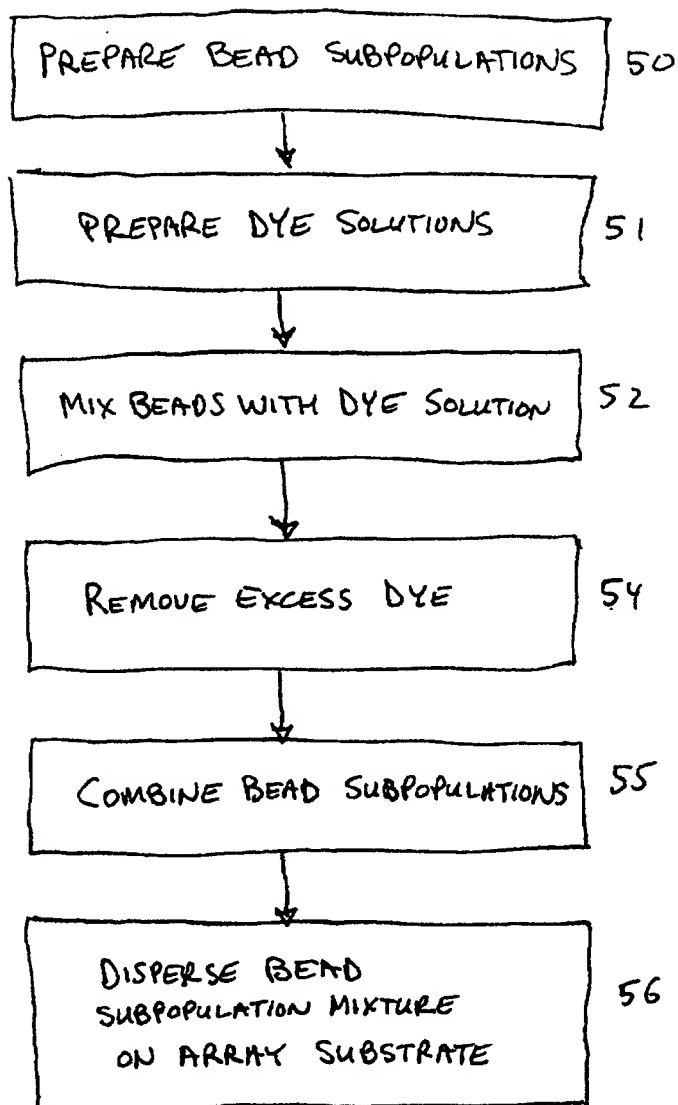 PREPARE BEAD SUBPOPULATIONS 50
PREPARE DYE SOLUTIONS 51
MIX BEADS WITH DYE SOLUTION 52
REMOVE EXCESS DYE 54
COMBINE BEAD SUBPOPULATIONS 55
DISPERSE BEAD
SUBPOPULATION MIXTURE
ON ARRAY SUBSTRATE 56